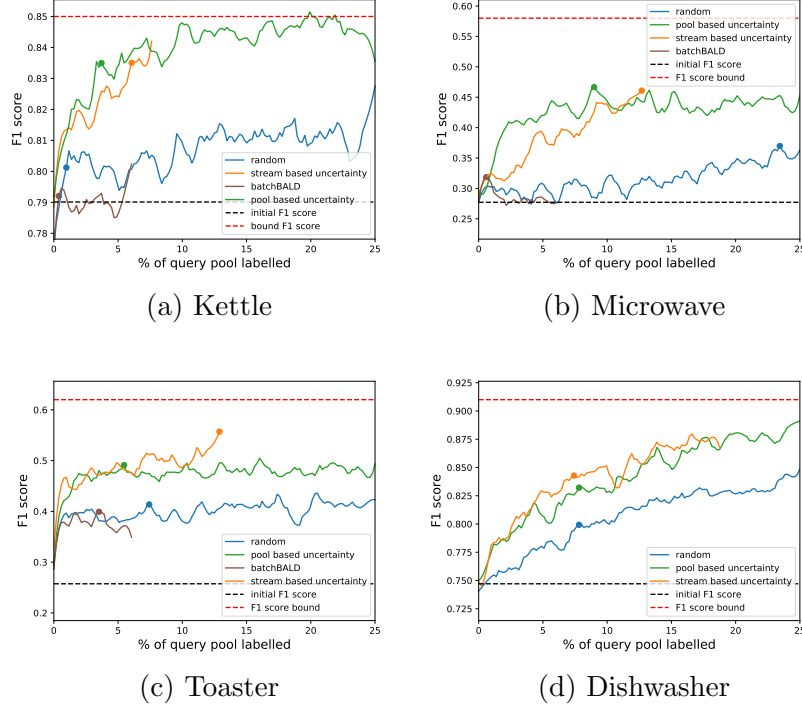 0.85
0.84
0.83
0.82
0.81
0.80
0.79
0.78
F1 score
random
stream based uncertainty
batchBALD
pool based uncertainty
initial F1 score
bound F1 score
0 5 10 15 20 25
% of query pool labelled
(a) Kettle
0.60
0.55
0.50
0.45
0.40
0.35
0.30
0.25
F1 score
random
pool based uncertainty
stream based uncertainty
batchBALD
initial F1 score
F1 score bound
0 5 10 15 20 25
% of query pool labelled
(b) Microwave
0.6
0.5
0.4
0.3
0.2
F1 score
random
pool based uncertainty
batchBALD
stream based uncertainty
initial F1 score
F1 score bound
0 5 10 15 20 25
% of query pool labelled
(c) Toaster
0.925
0.900
0.875
0.850
0.825
0.800
0.775
0.750
0.725
F1 score
random
pool based uncertainty
stream based uncertainty
initial F1 score
F1 score bound
0 5 10 15 20 25
% of query pool labelled
(d) Dishwasher